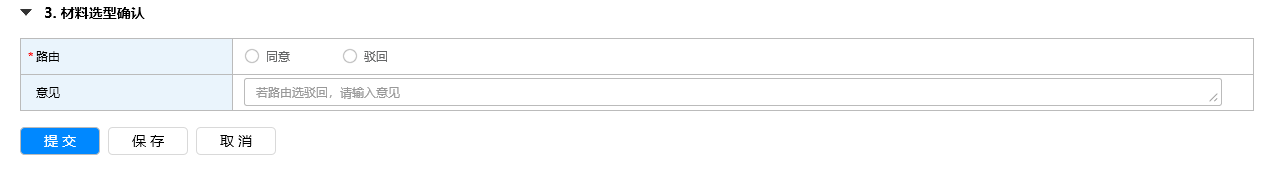 3. 材料选型确认
*路由
同意
驳回
意见
若路由选驳回，请输入意见
提 交
保 存
取 消